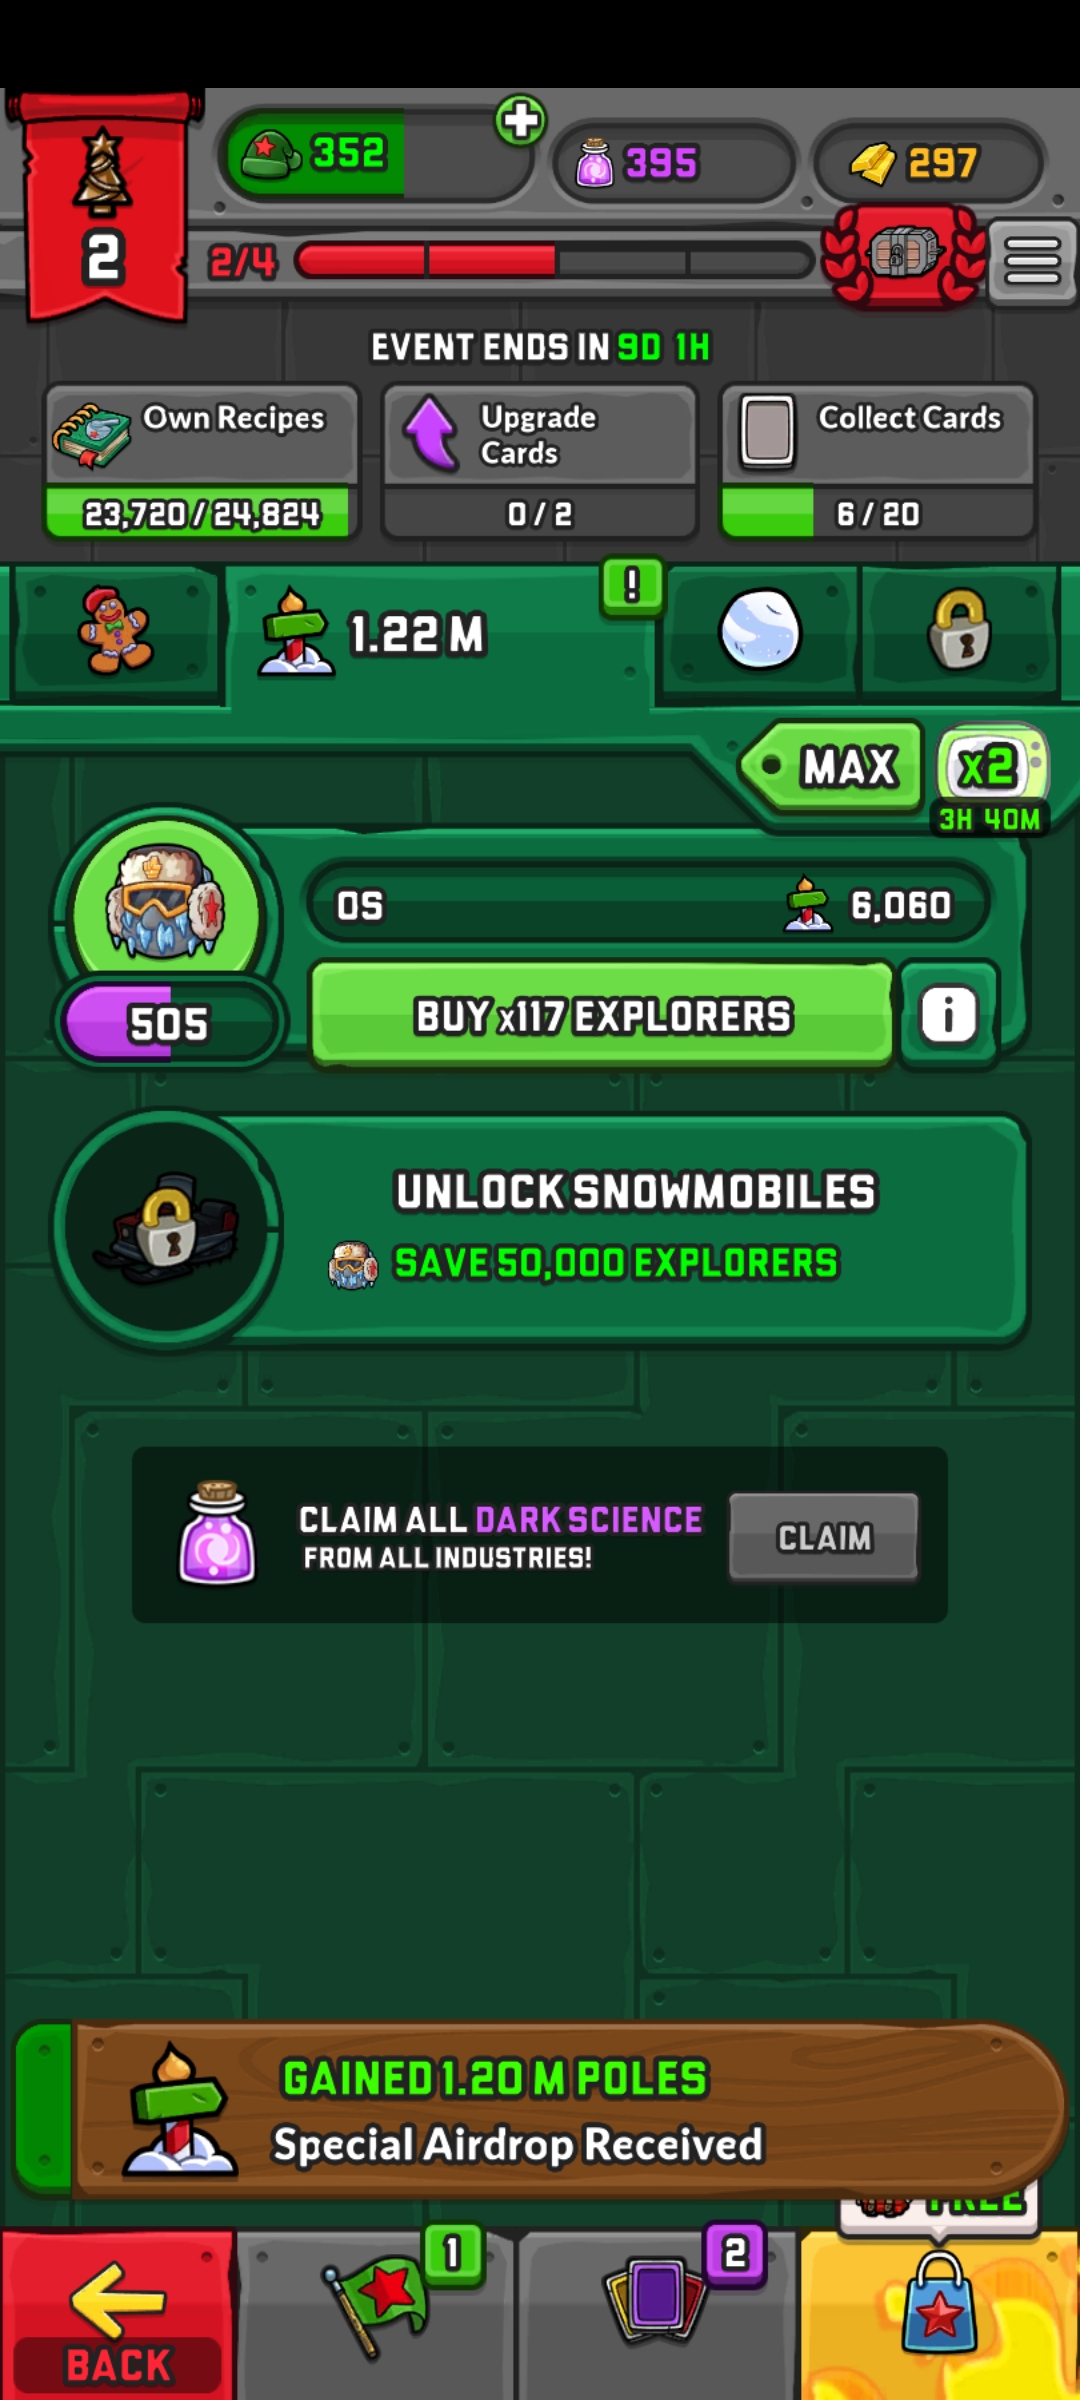 352
395
297
2
2/4
EVENT ENDS IN 9D 1H
Own Recipes
23,720/24,824
Upgrade
Cards
0/2
Collect Cards
6/20
1.22 M
!
MAX
x2
3H 40M
0S
6,060
505
BUY x117 EXPLORERS
i
UNLOCK SNOWMOBILES
SAVE 50,000 EXPLORERS
CLAIM ALL DARK SCIENCE
FROM ALL INDUSTRIES!
CLAIM
GAINED 1.20 M POLES
Special Airdrop Received
FREE
1
2
BACK